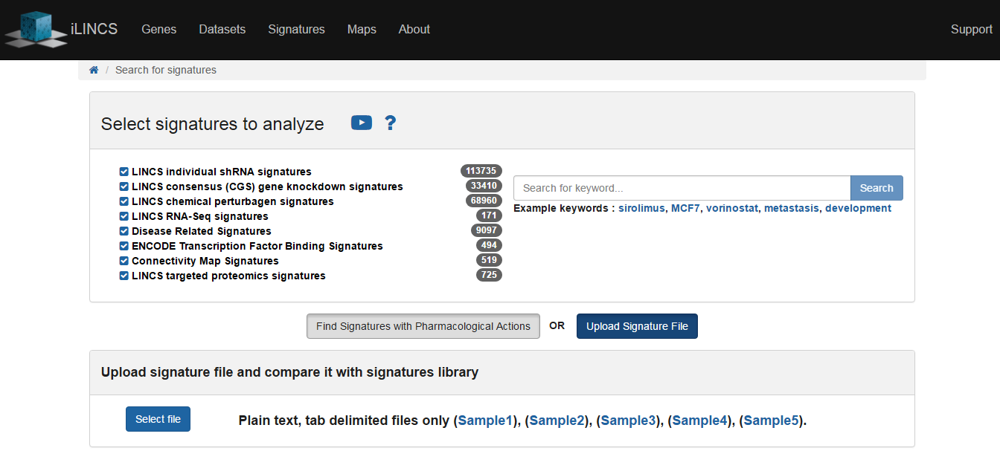 iLINCS Genes Datasets Signatures Maps About Support
/ Search for signatures
Select signatures to analyze ?
LINCS individual shRNA signatures 113735
LINCS consensus (CGS) gene knockdown signatures 33410
LINCS chemical perturbagen signatures 68960
LINCS RNA-Seq signatures 171
Disease Related Signatures 9097
ENCODE Transcription Factor Binding Signatures 494
Connectivity Map Signatures 519
LINCS targeted proteomics signatures 725
Search for keyword... Search
Example keywords : sirolimus, MCF7, vorinostat, metastasis, development
Find Signatures with Pharmacological Actions OR Upload Signature File
Upload signature file and compare it with signatures library
Select file Plain text, tab delimited files only (Sample1), (Sample2), (Sample3), (Sample4), (Sample5).